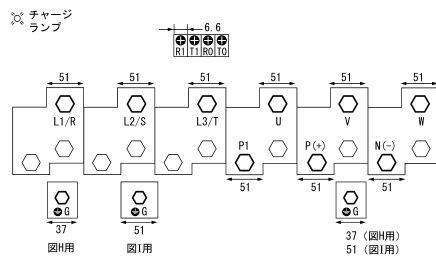 チャージ
ランプ
6.6
R1 T1 R0 T0
51 51 51 51 51 51
L1/R L2/S L3/T U V W
P1 P(+) N(-)
51 51 51
G G G
37 51 37 (図H用)
51 (図I用)
図H用 図I用